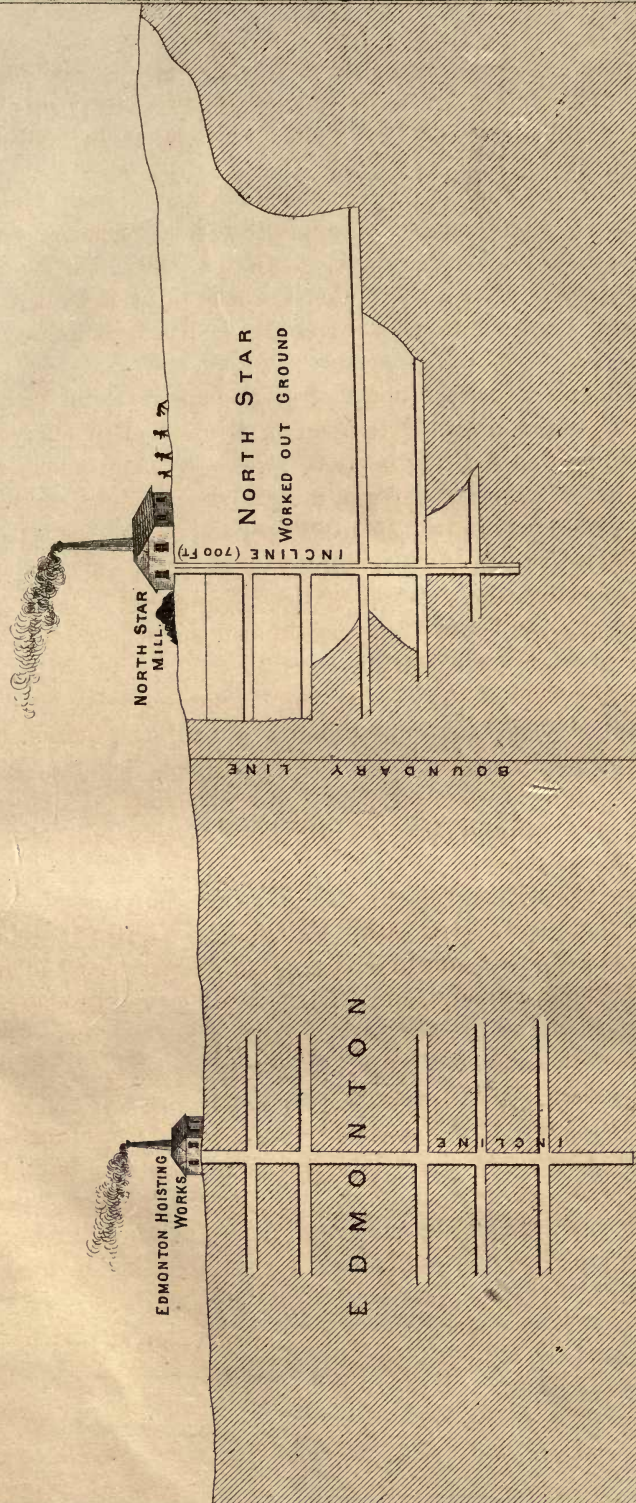 EDMONTON HOISTING
WORKS
NORTH STAR
MILL.
NORTH STAR
WORKED OUT GROUND
INCLINE (700 FT)
BOUNDARY LINE
EDMONTON
INCLINE